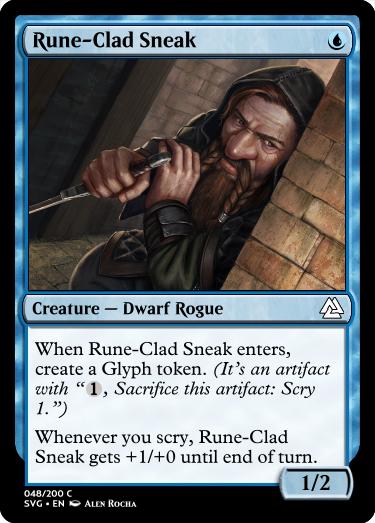 Rune-Clad Sneak
Creature — Dwarf Rogue
When Rune-Clad Sneak enters,
create a Glyph token. (It's an artifact
with “1, Sacrifice this artifact: Scry
1.”)
Whenever you scry, Rune-Clad
Sneak gets +1/+0 until end of turn.
1/2
048/200 C
SVG • EN Alen Rocha